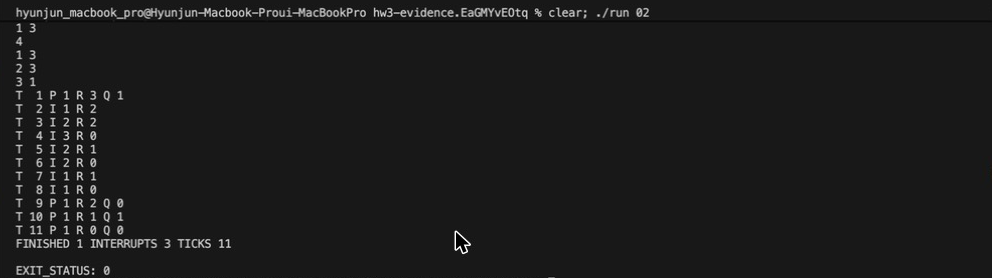 hyunjun_macbook_pro@Hyunjun-Macbook-Proui-MacBookPro hw3-evidence.EaGMYvEOtq % clear; ./run 02
1 3
4
1 3
2 3
3 1
T  1 P 1 R 3 Q 1
T  2 I 1 R 2
T  3 I 2 R 2
T  4 I 3 R 0
T  5 I 2 R 1
T  6 I 2 R 0
T  7 I 1 R 1
T  8 I 1 R 0
T  9 P 1 R 2 Q 0
T 10 P 1 R 1 Q 1
T 11 P 1 R 0 Q 0
FINISHED 1 INTERRUPTS 3 TICKS 11
EXIT_STATUS: 0